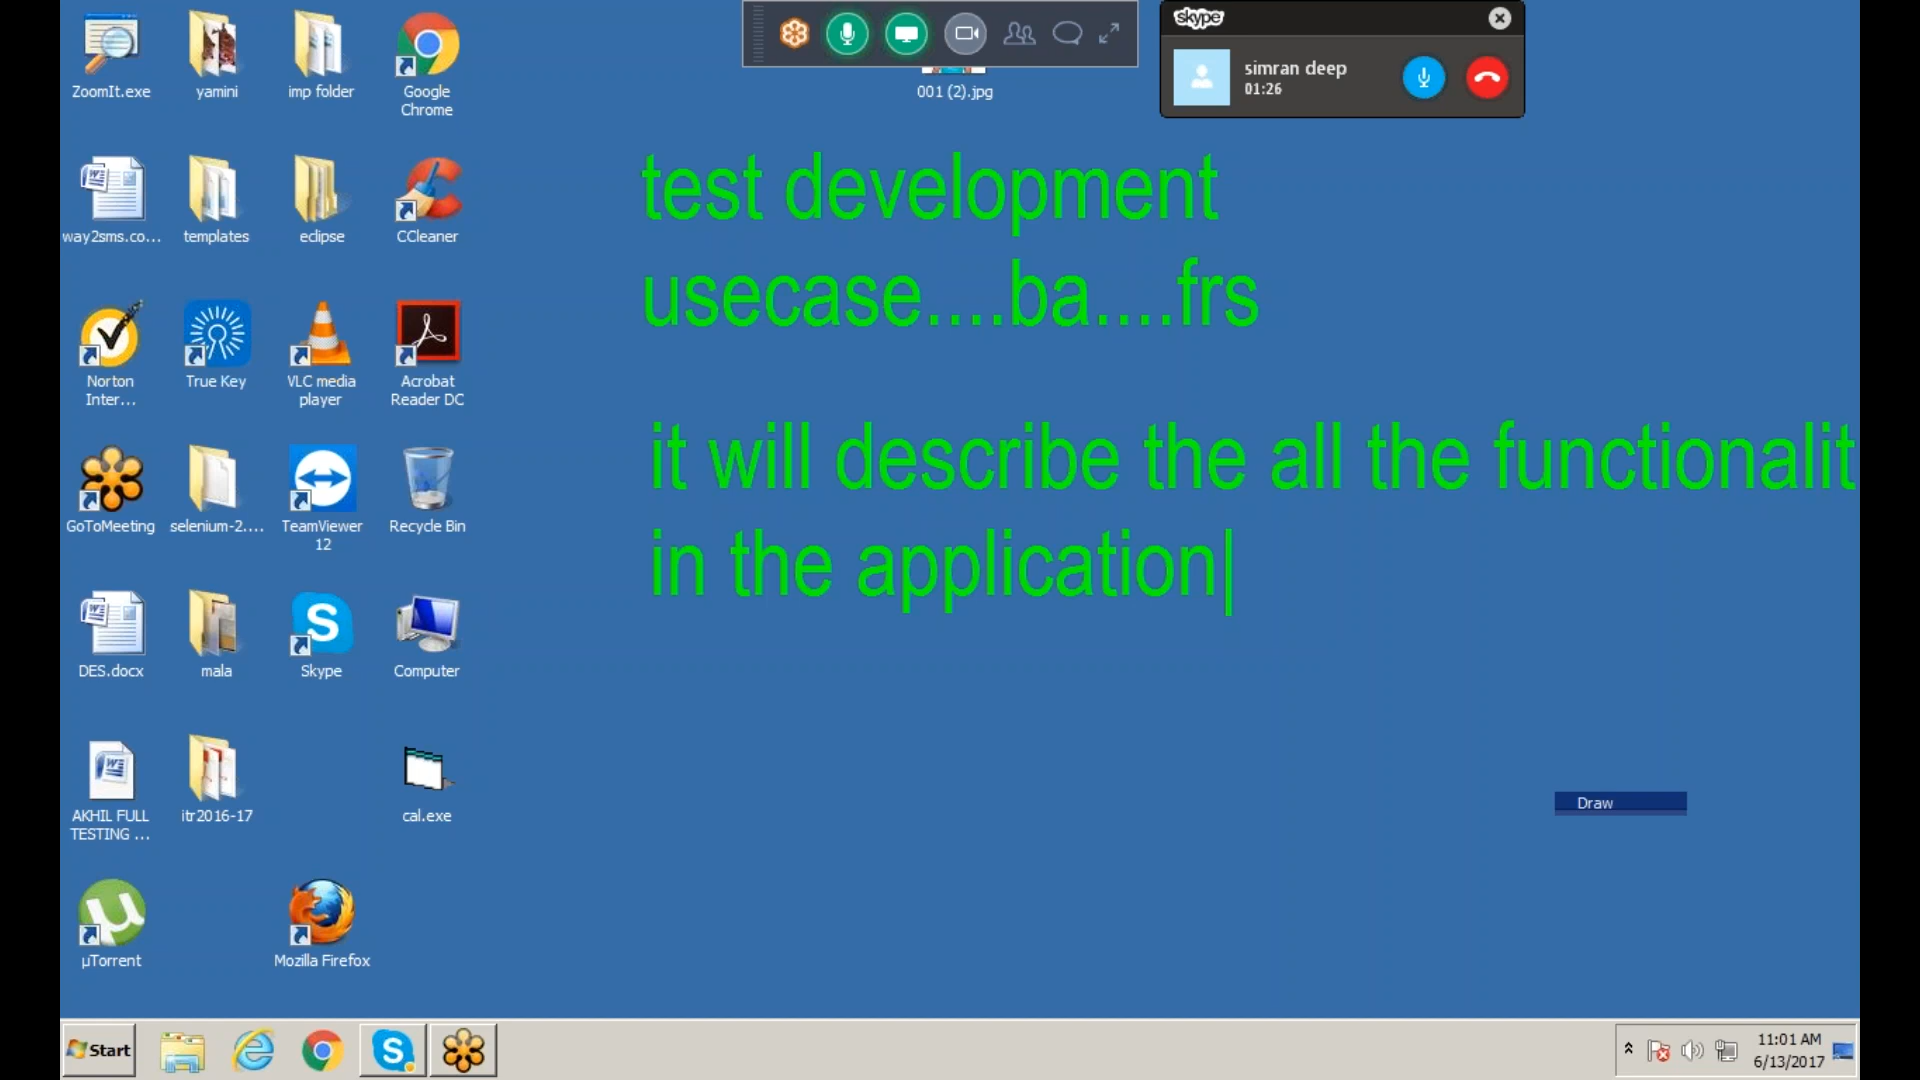 skype
simran deep
01:26
001 (2).jpg
ZoomIt.exe
yamini
imp folder
Google
Chrome
test development
usecase....ba....frs
it will describe the all the functionalit
in the application
way2sms.co...
templates
eclipse
CCleaner
Norton
Inter...
True Key
VLC media
player
Acrobat
Reader DC
GoToMeeting
selenium-2....
TeamViewer
12
Recycle Bin
DES.docx
mala
Skype
Computer
AKHIL FULL
TESTING ...
itr2016-17
cal.exe
Draw
µTorrent
Mozilla Firefox
Start
11:01 AM
6/13/2017